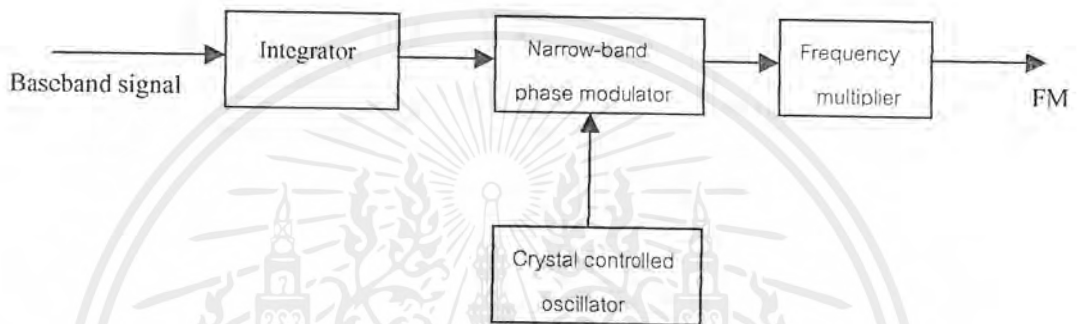 Baseband signal
Integrator
Narrow-band
phase modulator
Frequency
multiplier
FM
Crystal controlled
oscillator